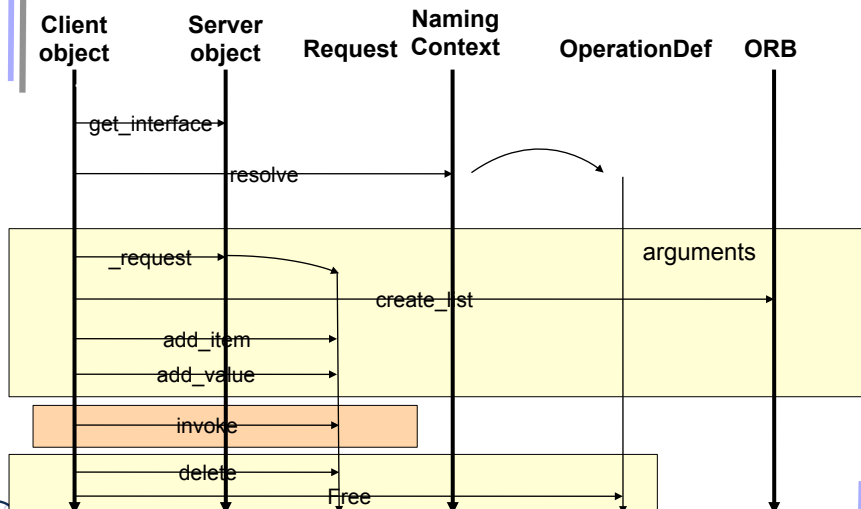 Client
object
Server
object
Request
Naming
Context
OperationDef
ORB
get_interface
resolve
_request
arguments
create_list
add_item
add_value
invoke
delete
Free